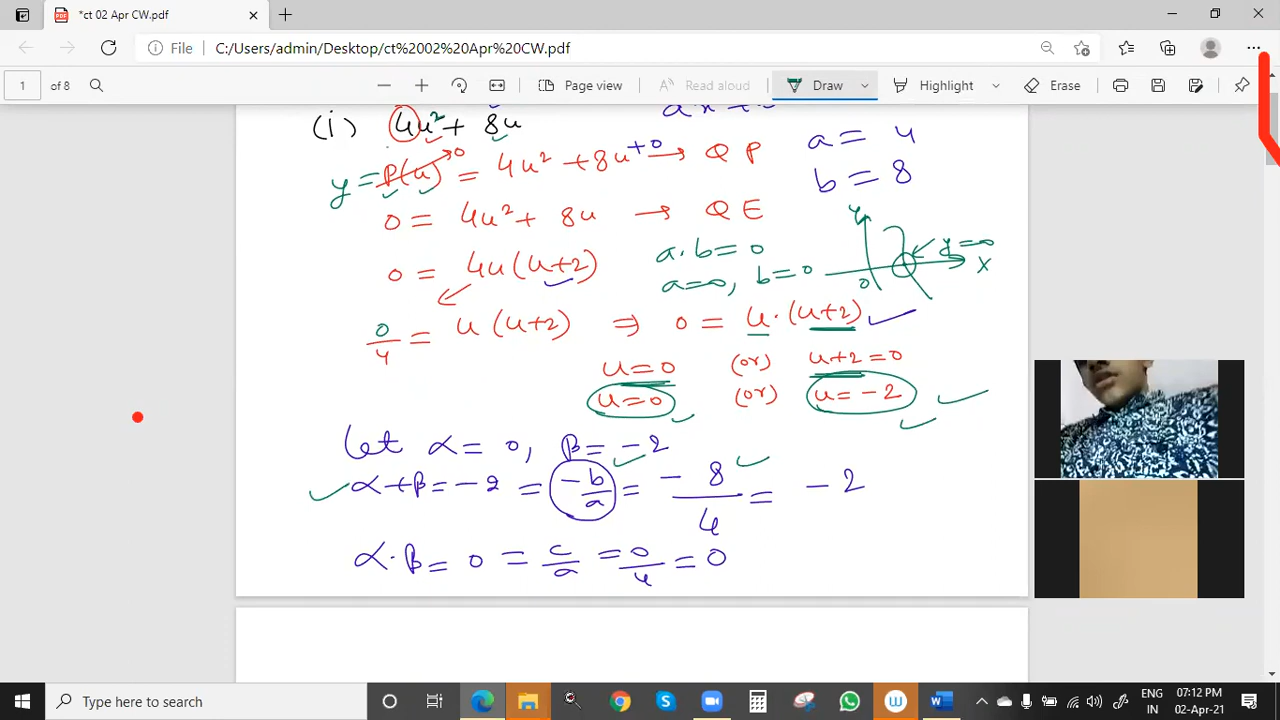 *ct 02 Apr CW.pdf
File C:/Users/admin/Desktop/ct%2002%20Apr%20CW.pdf
1 of 8 Page view Read aloud Draw Highlight Erase
(i) 4u² + 8u
a = 4
y = P(u) = 4u² + 8u + 0 → Q P
0
b = 8
0 = 4u² + 8u → Q E
y
a·b = 0
y = 0
0 = 4u(u+2)
a=0, b=0
0
X
0/4 = u(u+2) ⇒ 0 = u·(u+2)
u=0 (or) u+2=0
u=0 (or) u=-2
Let α = 0, β = -2
α+β = -2 = -b/a = -8/4 = -2
α·β = 0 = c/a = 0/4 = 0
Type here to search
W
ENG
IN
07:12 PM
02-Apr-21